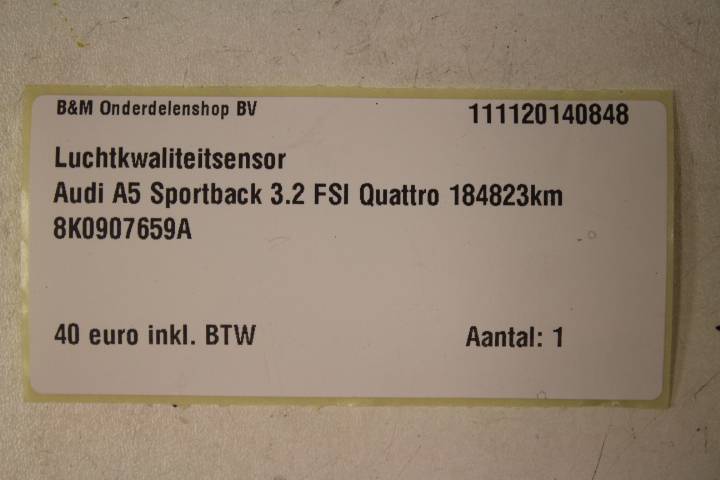 B&M Onderdelenshop BV 111120140848
Luchtkwaliteitsensor
Audi A5 Sportback 3.2 FSI Quattro 184823km
8K0907659A
40 euro inkl. BTW Aantal: 1